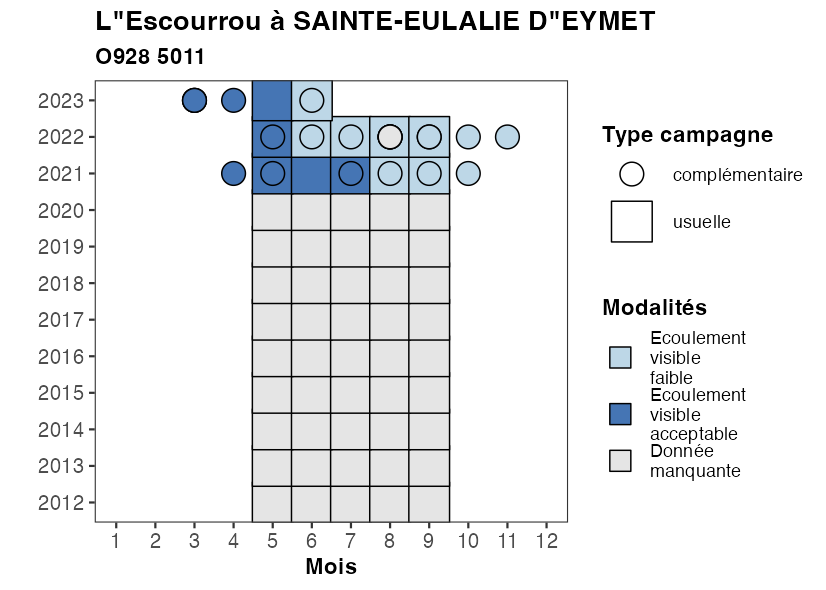 L"Escourrou à SAINTE-EULALIE D"EYMET
O928 5011
2023
2022
2021
2020
2019
2018
2017
2016
2015
2014
2013
2012
1 2 3 4 5 6 7 8 9 10 11 12
Mois
Type campagne
complémentaire
usuelle
Modalités
Ecoulement
visible
faible
Ecoulement
visible
acceptable
Donnée
manquante